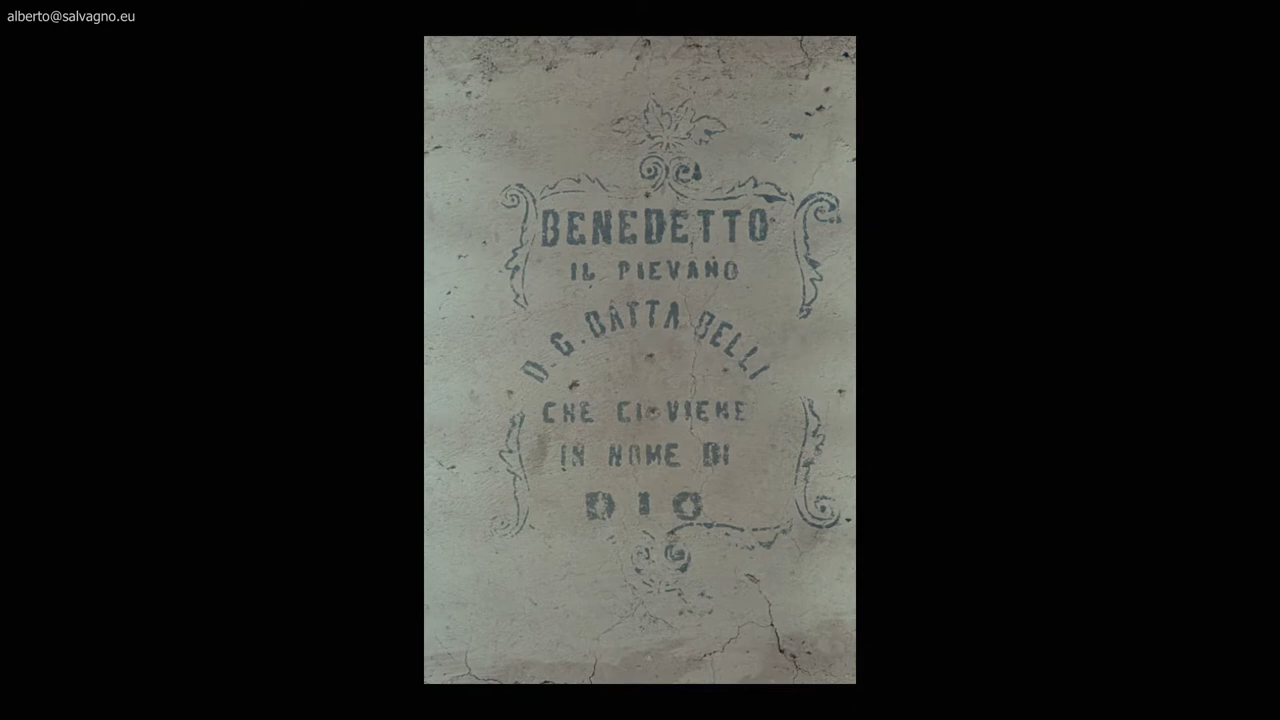 alberto@salvagno.eu
BENEDETTO
IL PIEVANO
D. G. BATTA BELLI
CHE CI VIENE
IN NOME DI
DIO